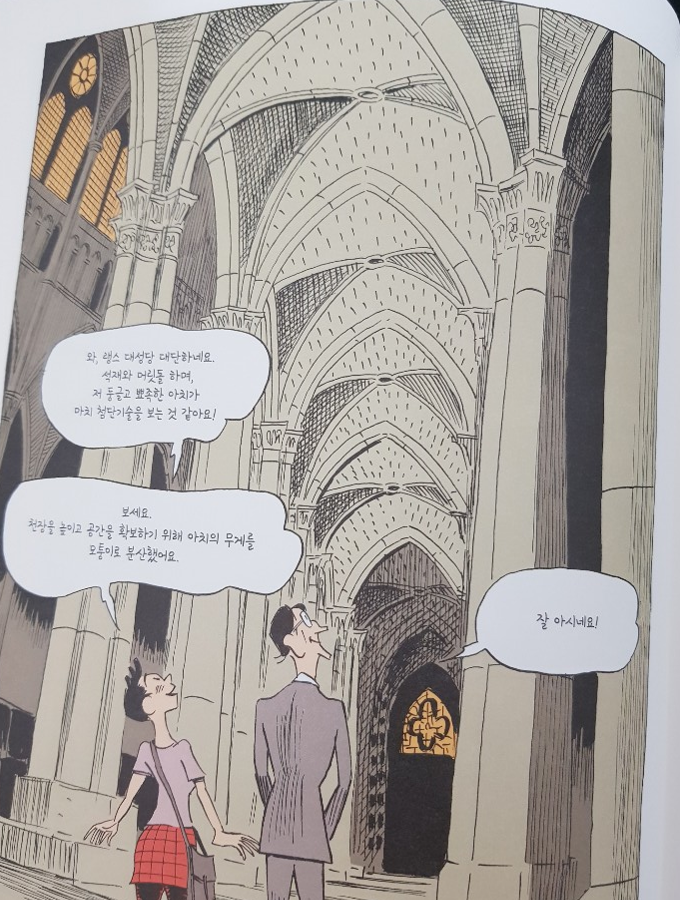 와, 랭스 대성당 대단하네요.
석재와 머릿돌 하며,
저 둥글고 뾰족한 아치가
마치 첨단기술을 보는 것 같아요!
보세요.
천장을 높이고 공간을 확보하기 위해 아치의 무게를
모퉁이로 분산했어요.
잘 아시네요!